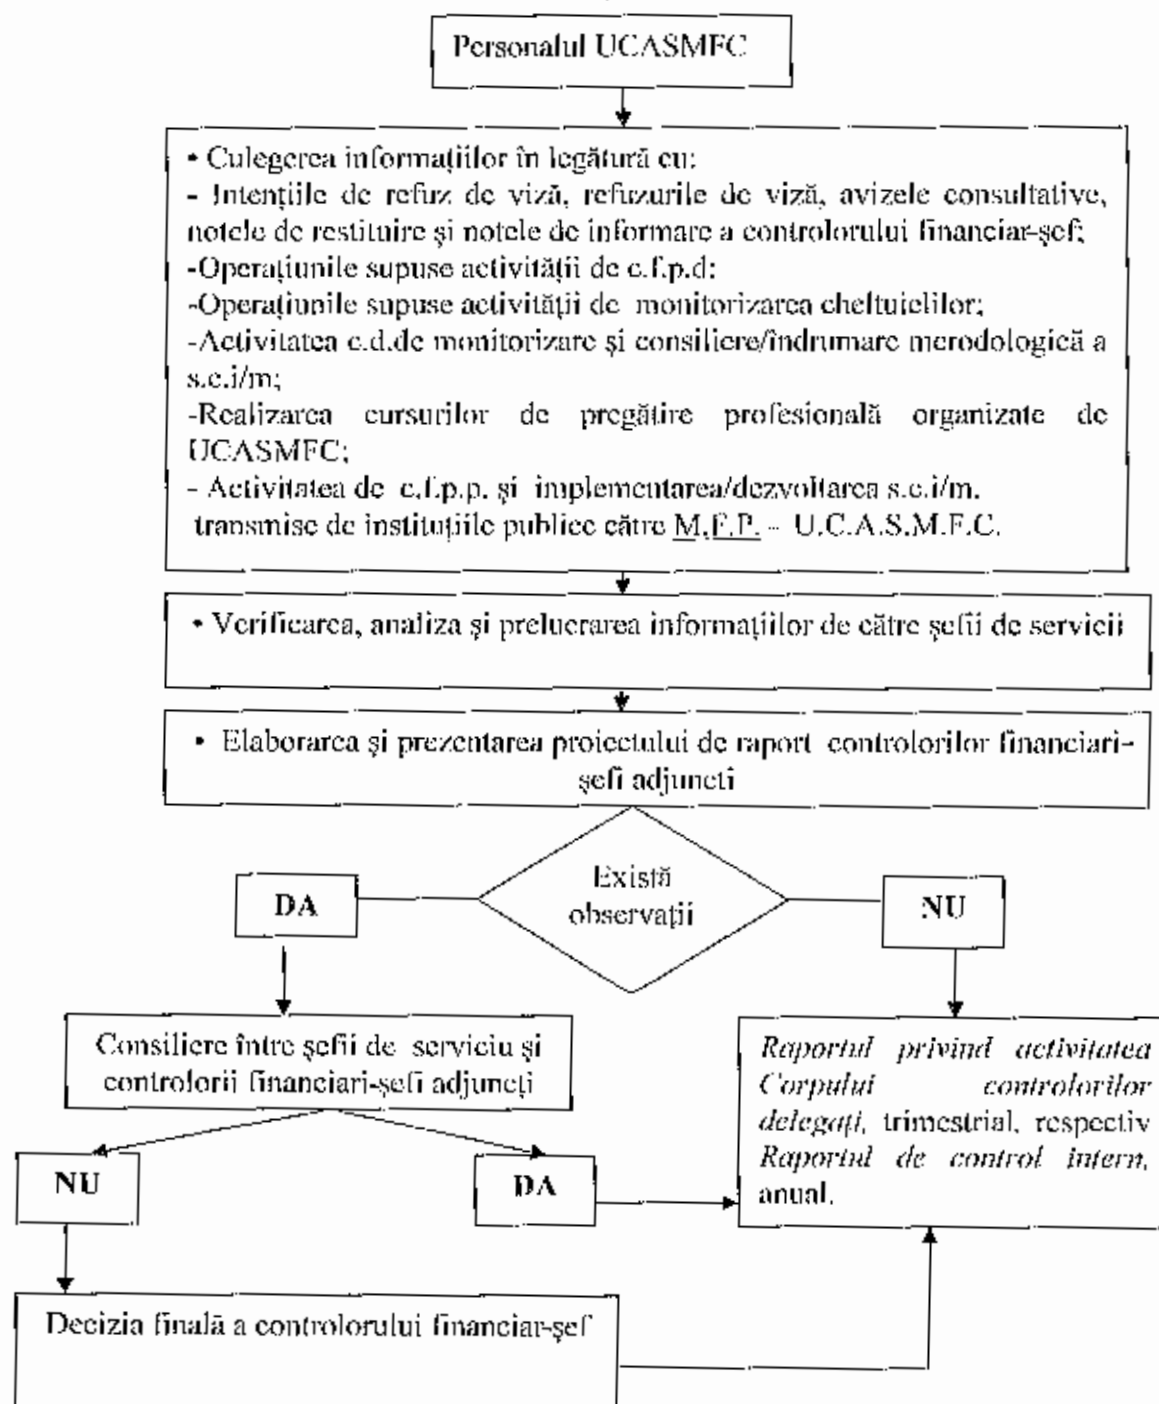 Personalul UCASMFC
• Culegerea informațiilor în legătură cu:
- Intențiile de refuz de viză, refuzurile de viză, avizele consultative,
notele de restituire și notele de informare a controlorului financiar-șef;
-Operațiunile supuse activității de c.f.p.d;
-Operațiunile supuse activității de monitorizarea cheltuielilor;
-Activitatea c.d.de monitorizare și consiliere/îndrumare merodologică a
s.c.i/m;
-Realizarea cursurilor de pregătire profesională organizate de
UCASMFC;
- Activitatea de c.f.p.p. și implementarea/dezvoltarea s.c.i/m.
transmise de instituțiile publice către M.F.P. – U.C.A.S.M.F.C.
• Verificarea, analiza și prelucrarea informațiilor de către șefii de servicii
• Elaborarea și prezentarea proiectului de raport controlorilor financiari-
șefi adjuncti
Există
observații
DA
NU
Consiliere între șefii de serviciu și
controlorii financiari-șefi adjuncți
Raportul privind activitatea
Corpului controlorilor
delegați, trimestrial, respectiv
Raportul de control intern,
anual.
NU
DA
Decizia finală a controlorului financiar-șef